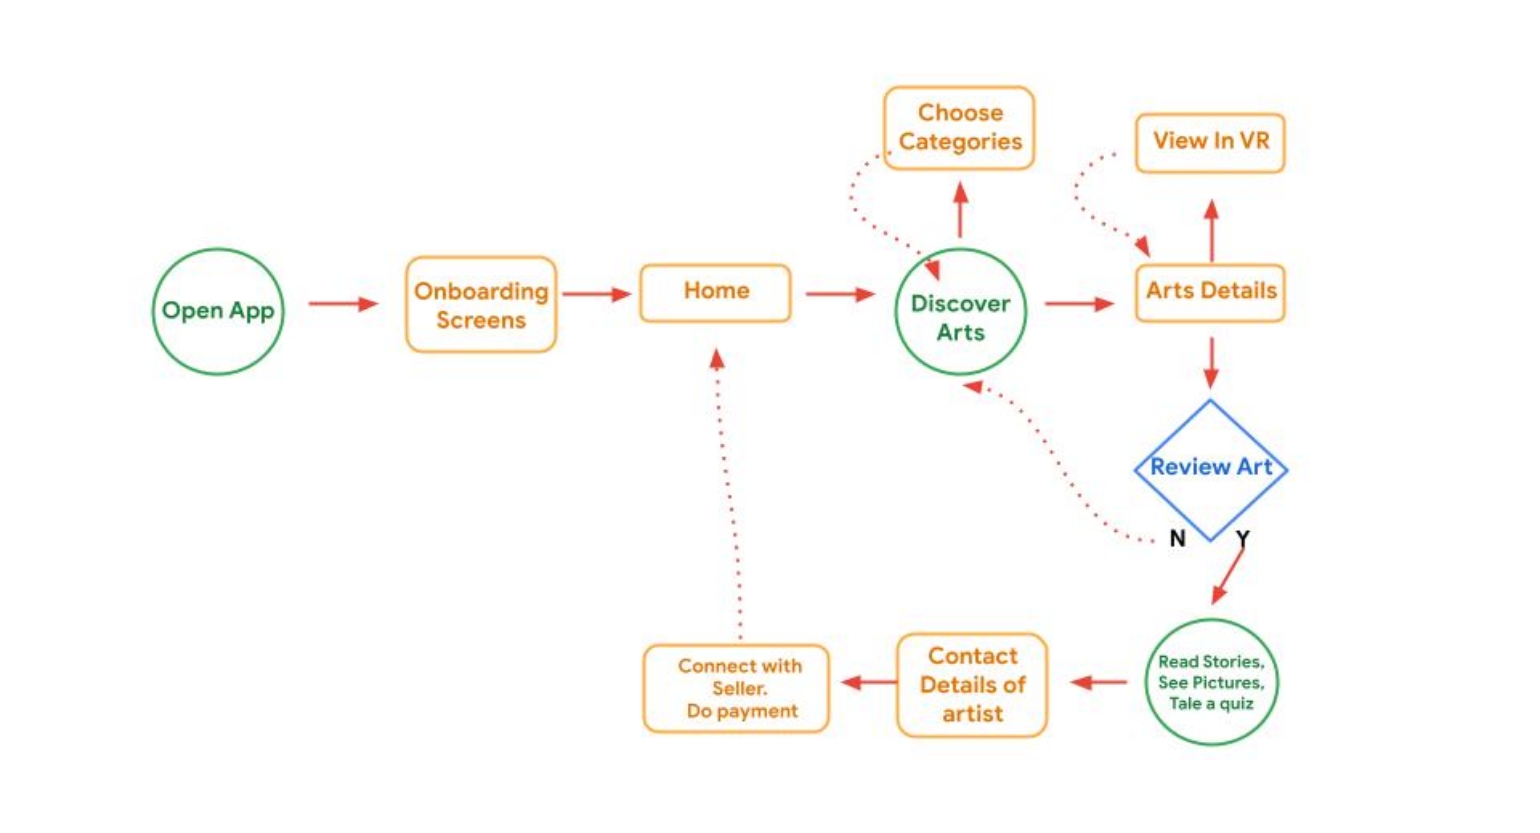 Choose
Categories
View In VR
Open App
Onboarding
Screens
Home
Discover
Arts
Arts Details
Review Art
N
Y
Connect with
Seller.
Do payment
Contact
Details of
artist
Read Stories,
See Pictures,
Tale a quiz